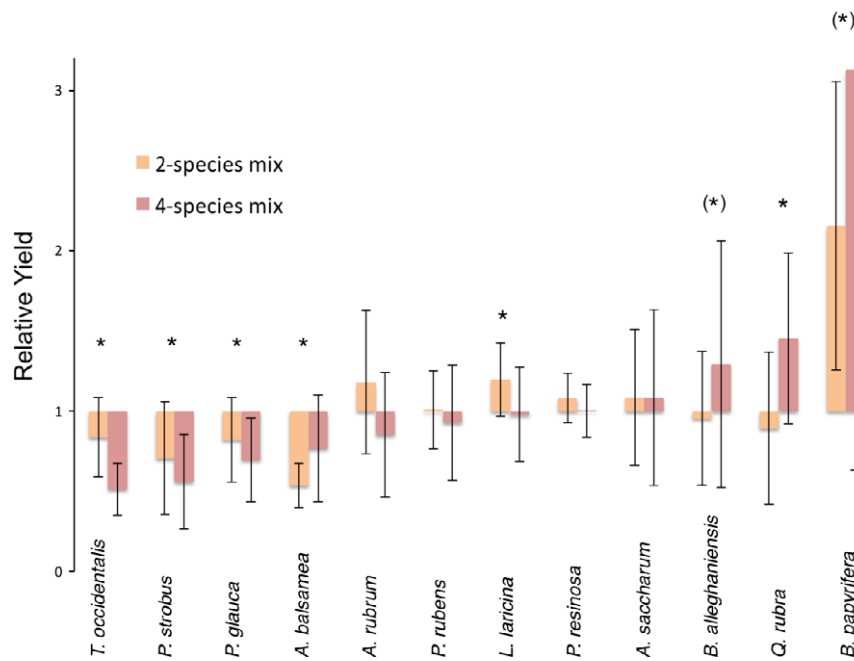 (*)
3
2-species mix
4-species mix
(*)
*
2
*
* * * *
1
0
Relative Yield
T. occidentalis
P. strobus
P. glauca
A. balsamea
A. rubrum
P. rubens
L. laricina
P. resinosa
A. saccharum
B. alleghaniensis
Q. rubra
B. papyrifera